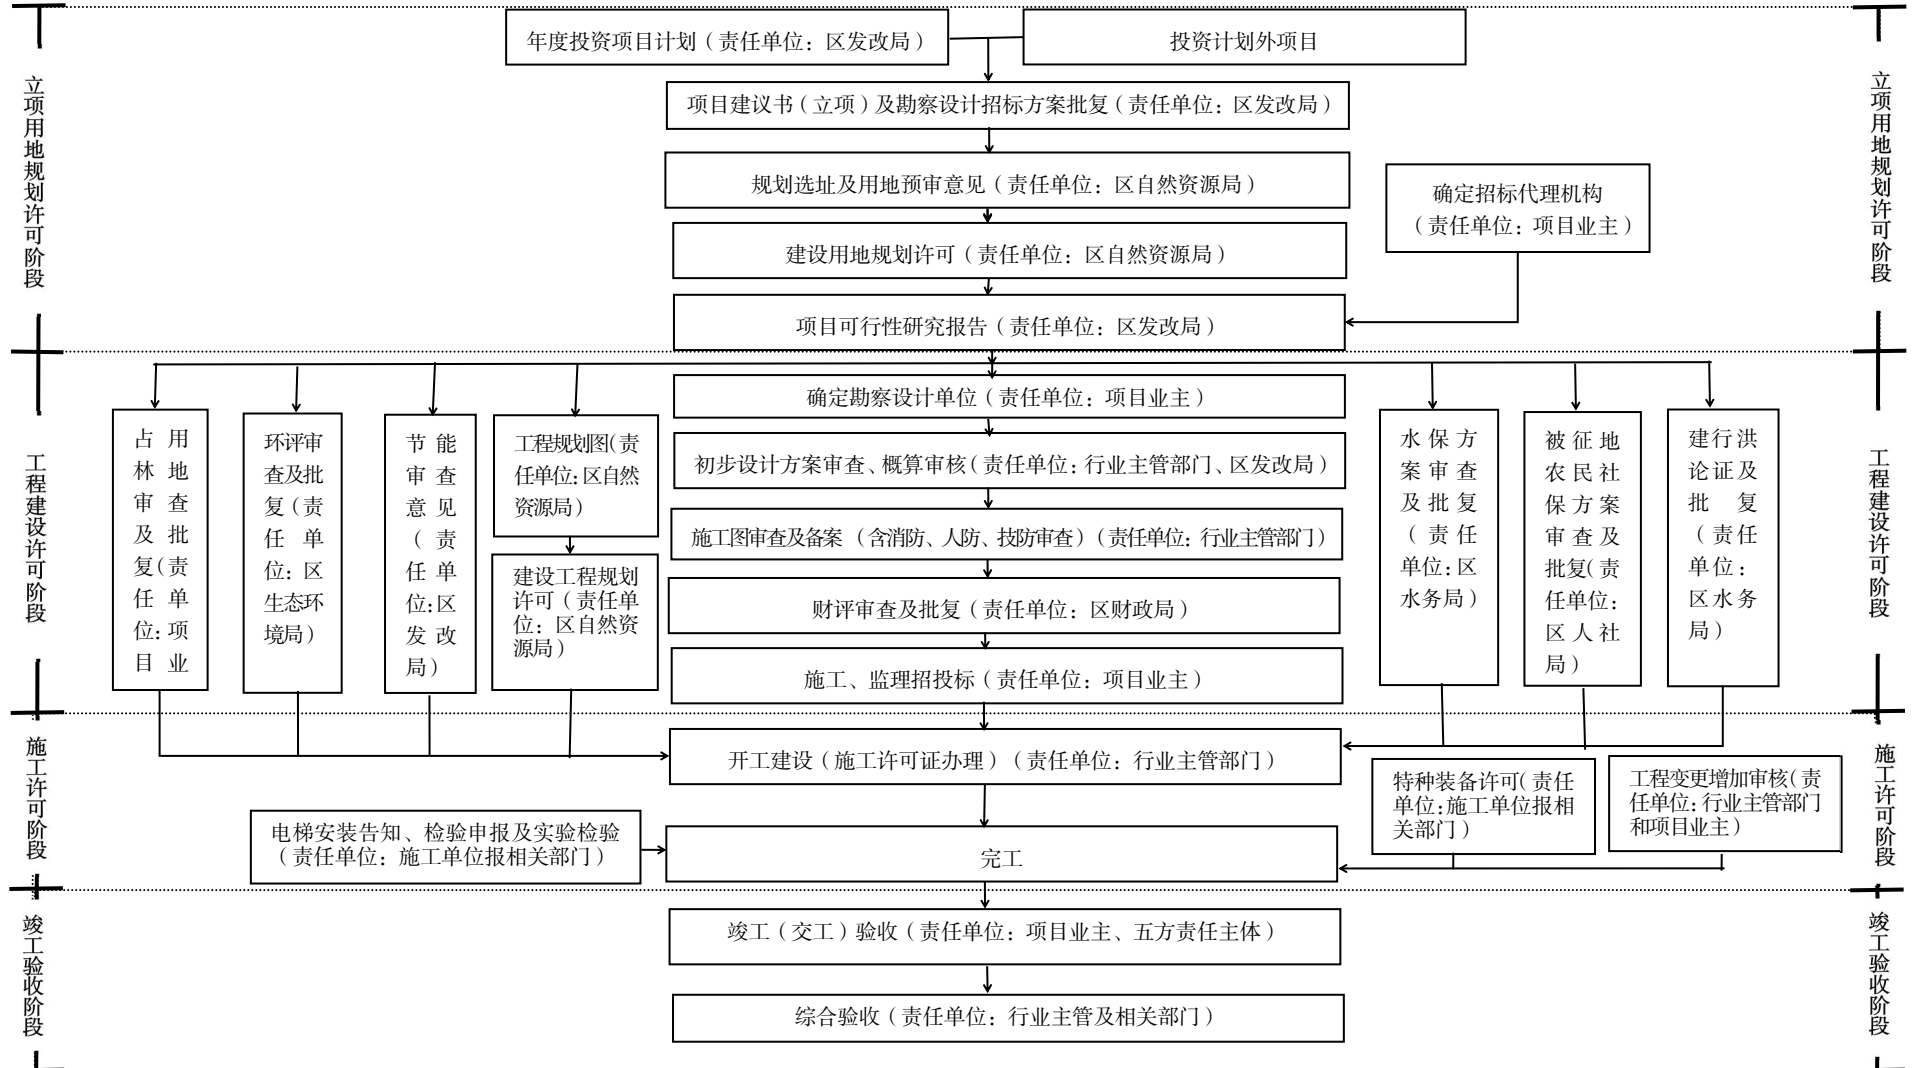 年度投资项目计划（责任单位：区发改局）
投资计划外项目
项目建议书（立项）及勘察设计招标方案批复（责任单位：区发改局）
规划选址及用地预审意见（责任单位：区自然资源局）
确定招标代理机构
（责任单位：项目业主）
建设用地规划许可（责任单位：区自然资源局）
项目可行性研究报告（责任单位：区发改局）
立项用地规划许可阶段
立项用地规划许可阶段
确定勘察设计单位（责任单位：项目业主）
初步设计方案审查、概算审核（责任单位：行业主管部门、区发改局）
施工图审查及备案（含消防、人防、技防审查）（责任单位：行业主管部门）
财评审查及批复（责任单位：区财政局）
施工、监理招投标（责任单位：项目业主）
占用
林地
审查
及批
复（责
任单
位：项
目业
环评审
查及批
复（责
任单
位：区
生态环
境局）
节能
审查
意见
（责
任单
位：区
发改
局）
工程规划图（责
任单位：区自然
资源局）
建设工程规划
许可（责任单
位：区自然资
源局）
水保方
案审查
及批复
（责任
单位：区
水务局）
被征地
农民社
保方案
审查及
批复（责
任单位：
区人社
局）
建行洪
论证及
批复
（责任
单位：
区水务
局）
工程建设许可阶段
工程建设许可阶段
开工建设（施工许可证办理）（责任单位：行业主管部门）
特种装备许可（责任
单位：施工单位报相
关部门）
工程变更增加审核（责
任单位：行业主管部门
和项目业主）
电梯安装告知、检验申报及实验检验
（责任单位：施工单位报相关部门）
完工
施工许可阶段
施工许可阶段
竣工（交工）验收（责任单位：项目业主、五方责任主体）
综合验收（责任单位：行业主管及相关部门）
竣工验收阶段
竣工验收阶段